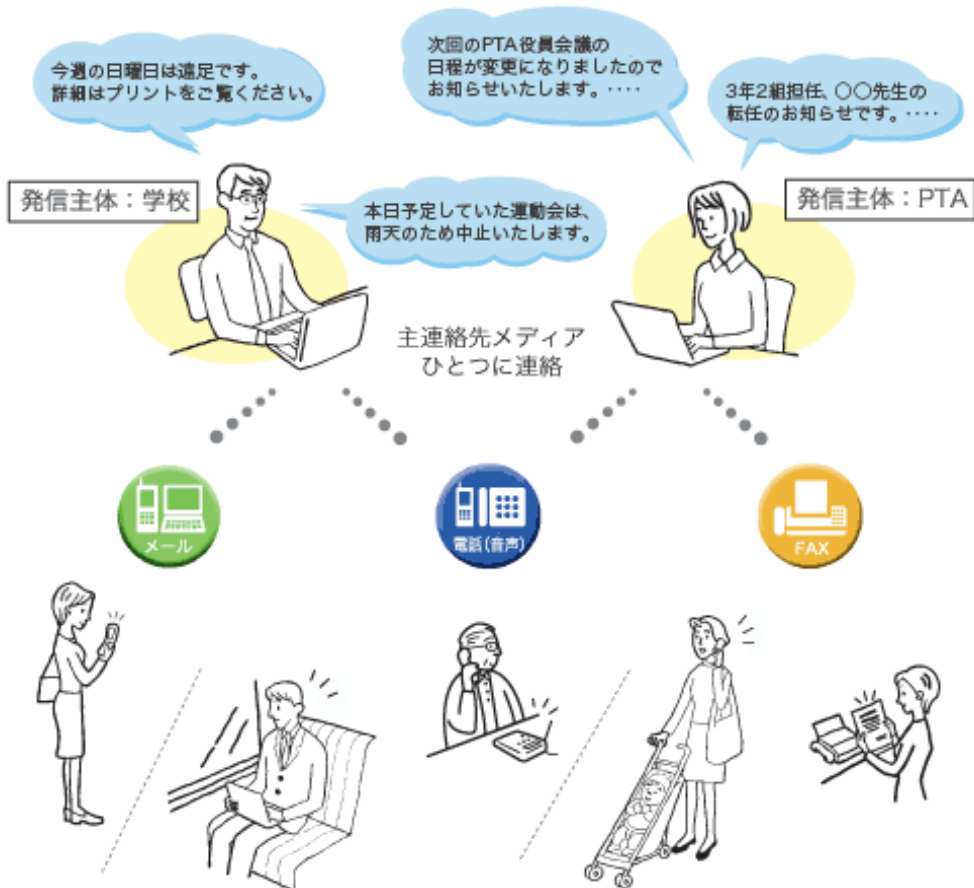 今週の日曜日は遠足です。
詳細はプリントをご覧ください。
次回のPTA役員会議の
日程が変更になりましたので
お知らせいたします。‥‥
3年2組担任、〇〇先生の
転任のお知らせです。‥‥
発信主体：学校
本日予定していた運動会は、
雨天のため中止いたします。
発信主体：PTA
主連絡先メディア
ひとつに連絡
メール
電話(音声)
FAX